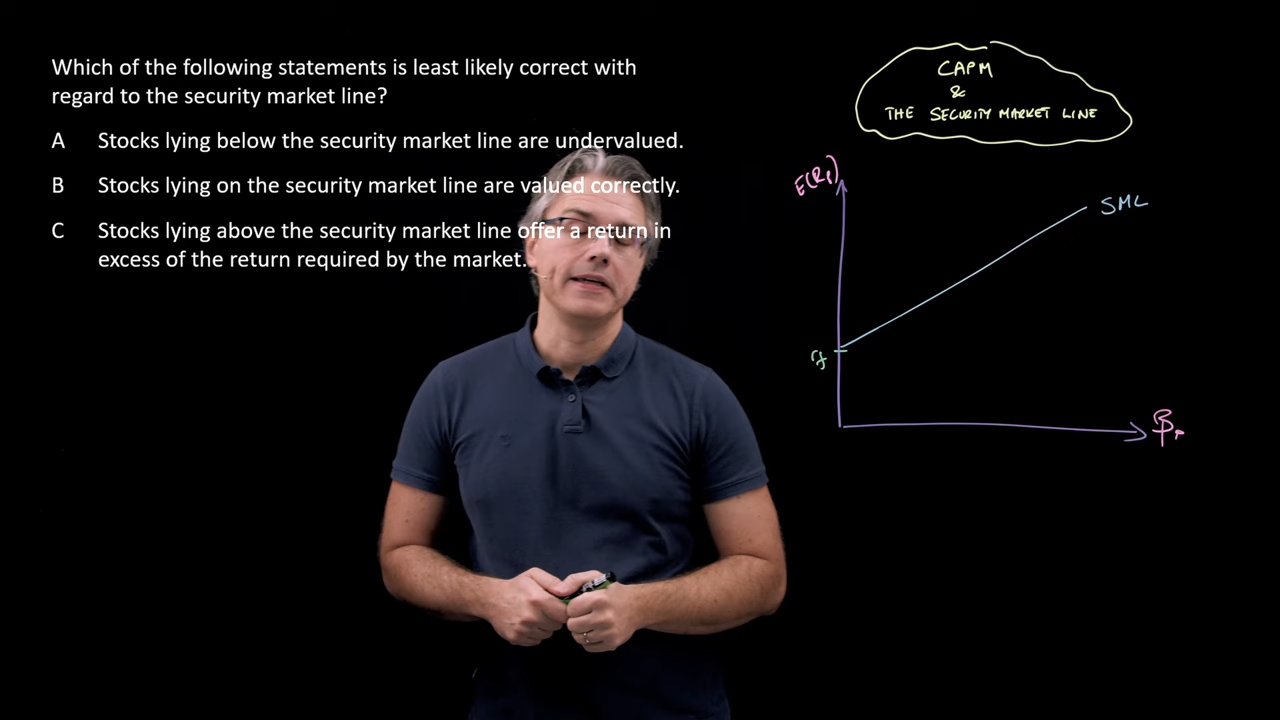 Which of the following statements is least likely correct with
regard to the security market line?
A Stocks lying below the security market line are undervalued.
B Stocks lying on the security market line are valued correctly.
C Stocks lying above the security market line offer a return in
excess of the return required by the market.
CAPM
&
THE SECURITY MARKET LINE
E(Rp)
SML
rf
βp